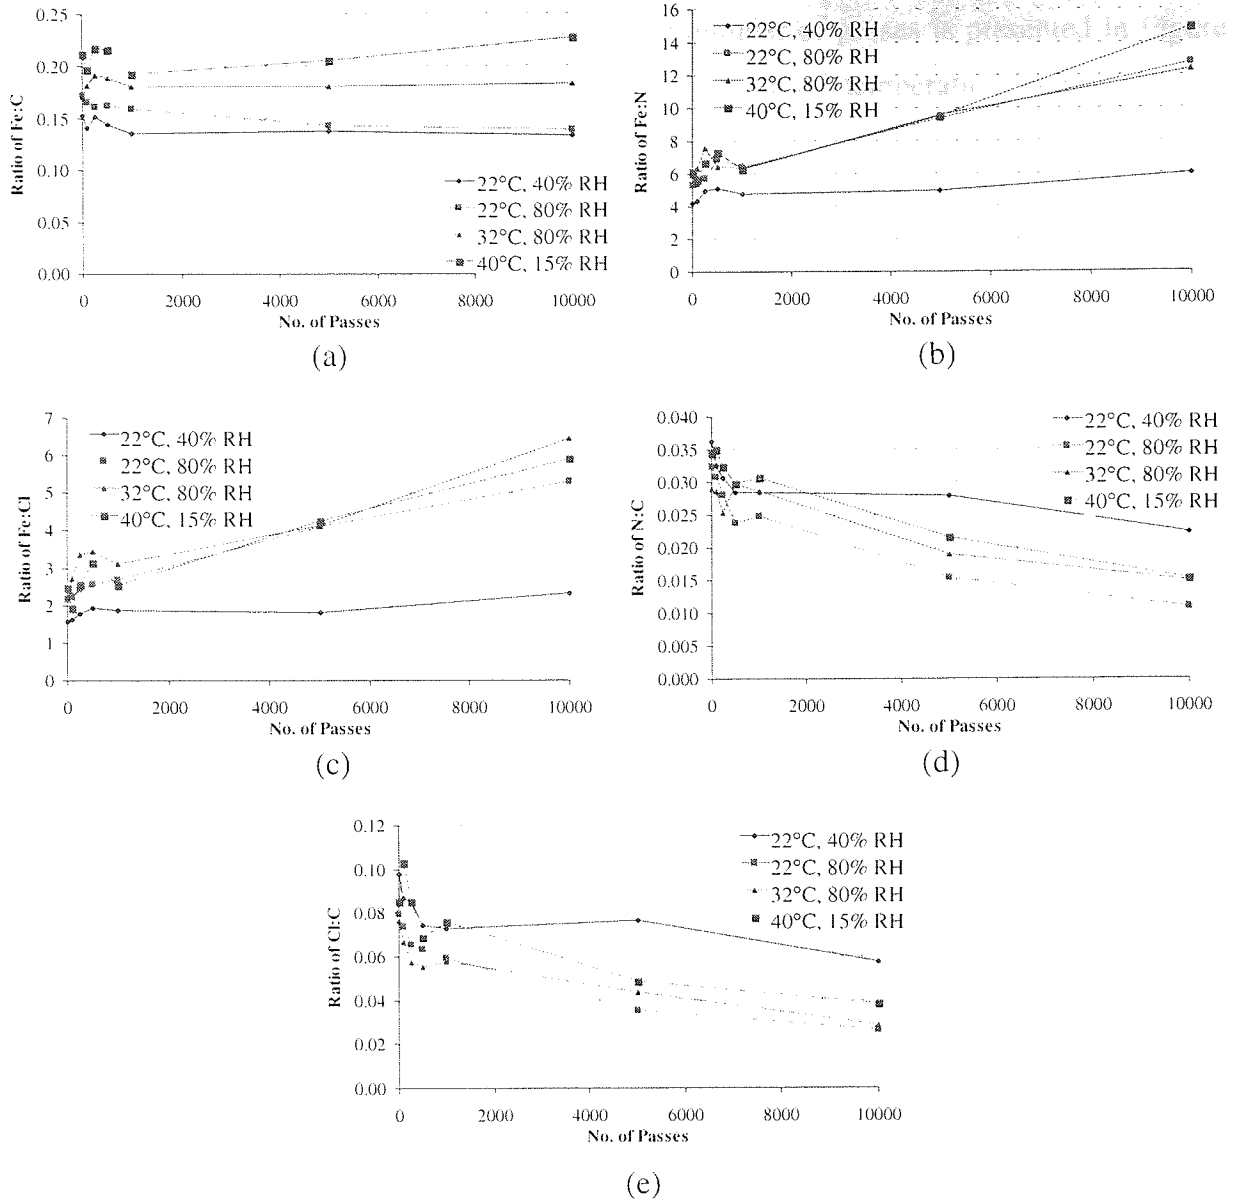 0.25
0.20
0.15
0.10
0.05
0.00
Ratio of Fe:C
22°C, 40% RH
22°C, 80% RH
32°C, 80% RH
40°C, 15% RH
0 2000 4000 6000 8000 10000
No. of Passes
(a)
presented in Figure
16
14
12
10
8
6
4
2
0
Ratio of Fe:N
22°C, 40% RH
22°C, 80% RH
32°C, 80% RH
40°C, 15% RH
0 2000 4000 6000 8000 10000
No. of Passes
(b)
7
6
5
4
3
2
1
0
Ratio of Fe:Cl
22°C, 40% RH
22°C, 80% RH
32°C, 80% RH
40°C, 15% RH
0 2000 4000 6000 8000 10000
No. of Passes
(c)
0.040
0.035
0.030
0.025
0.020
0.015
0.010
0.005
0.000
Ratio of N:C
22°C, 40% RH
22°C, 80% RH
32°C, 80% RH
40°C, 15% RH
0 2000 4000 6000 8000 10000
No. of Passes
(d)
0.12
0.10
0.08
0.06
0.04
0.02
0.00
Ratio of Cl:C
22°C, 40% RH
22°C, 80% RH
32°C, 80% RH
40°C, 15% RH
0 2000 4000 6000 8000 10000
No. of Passes
(e)